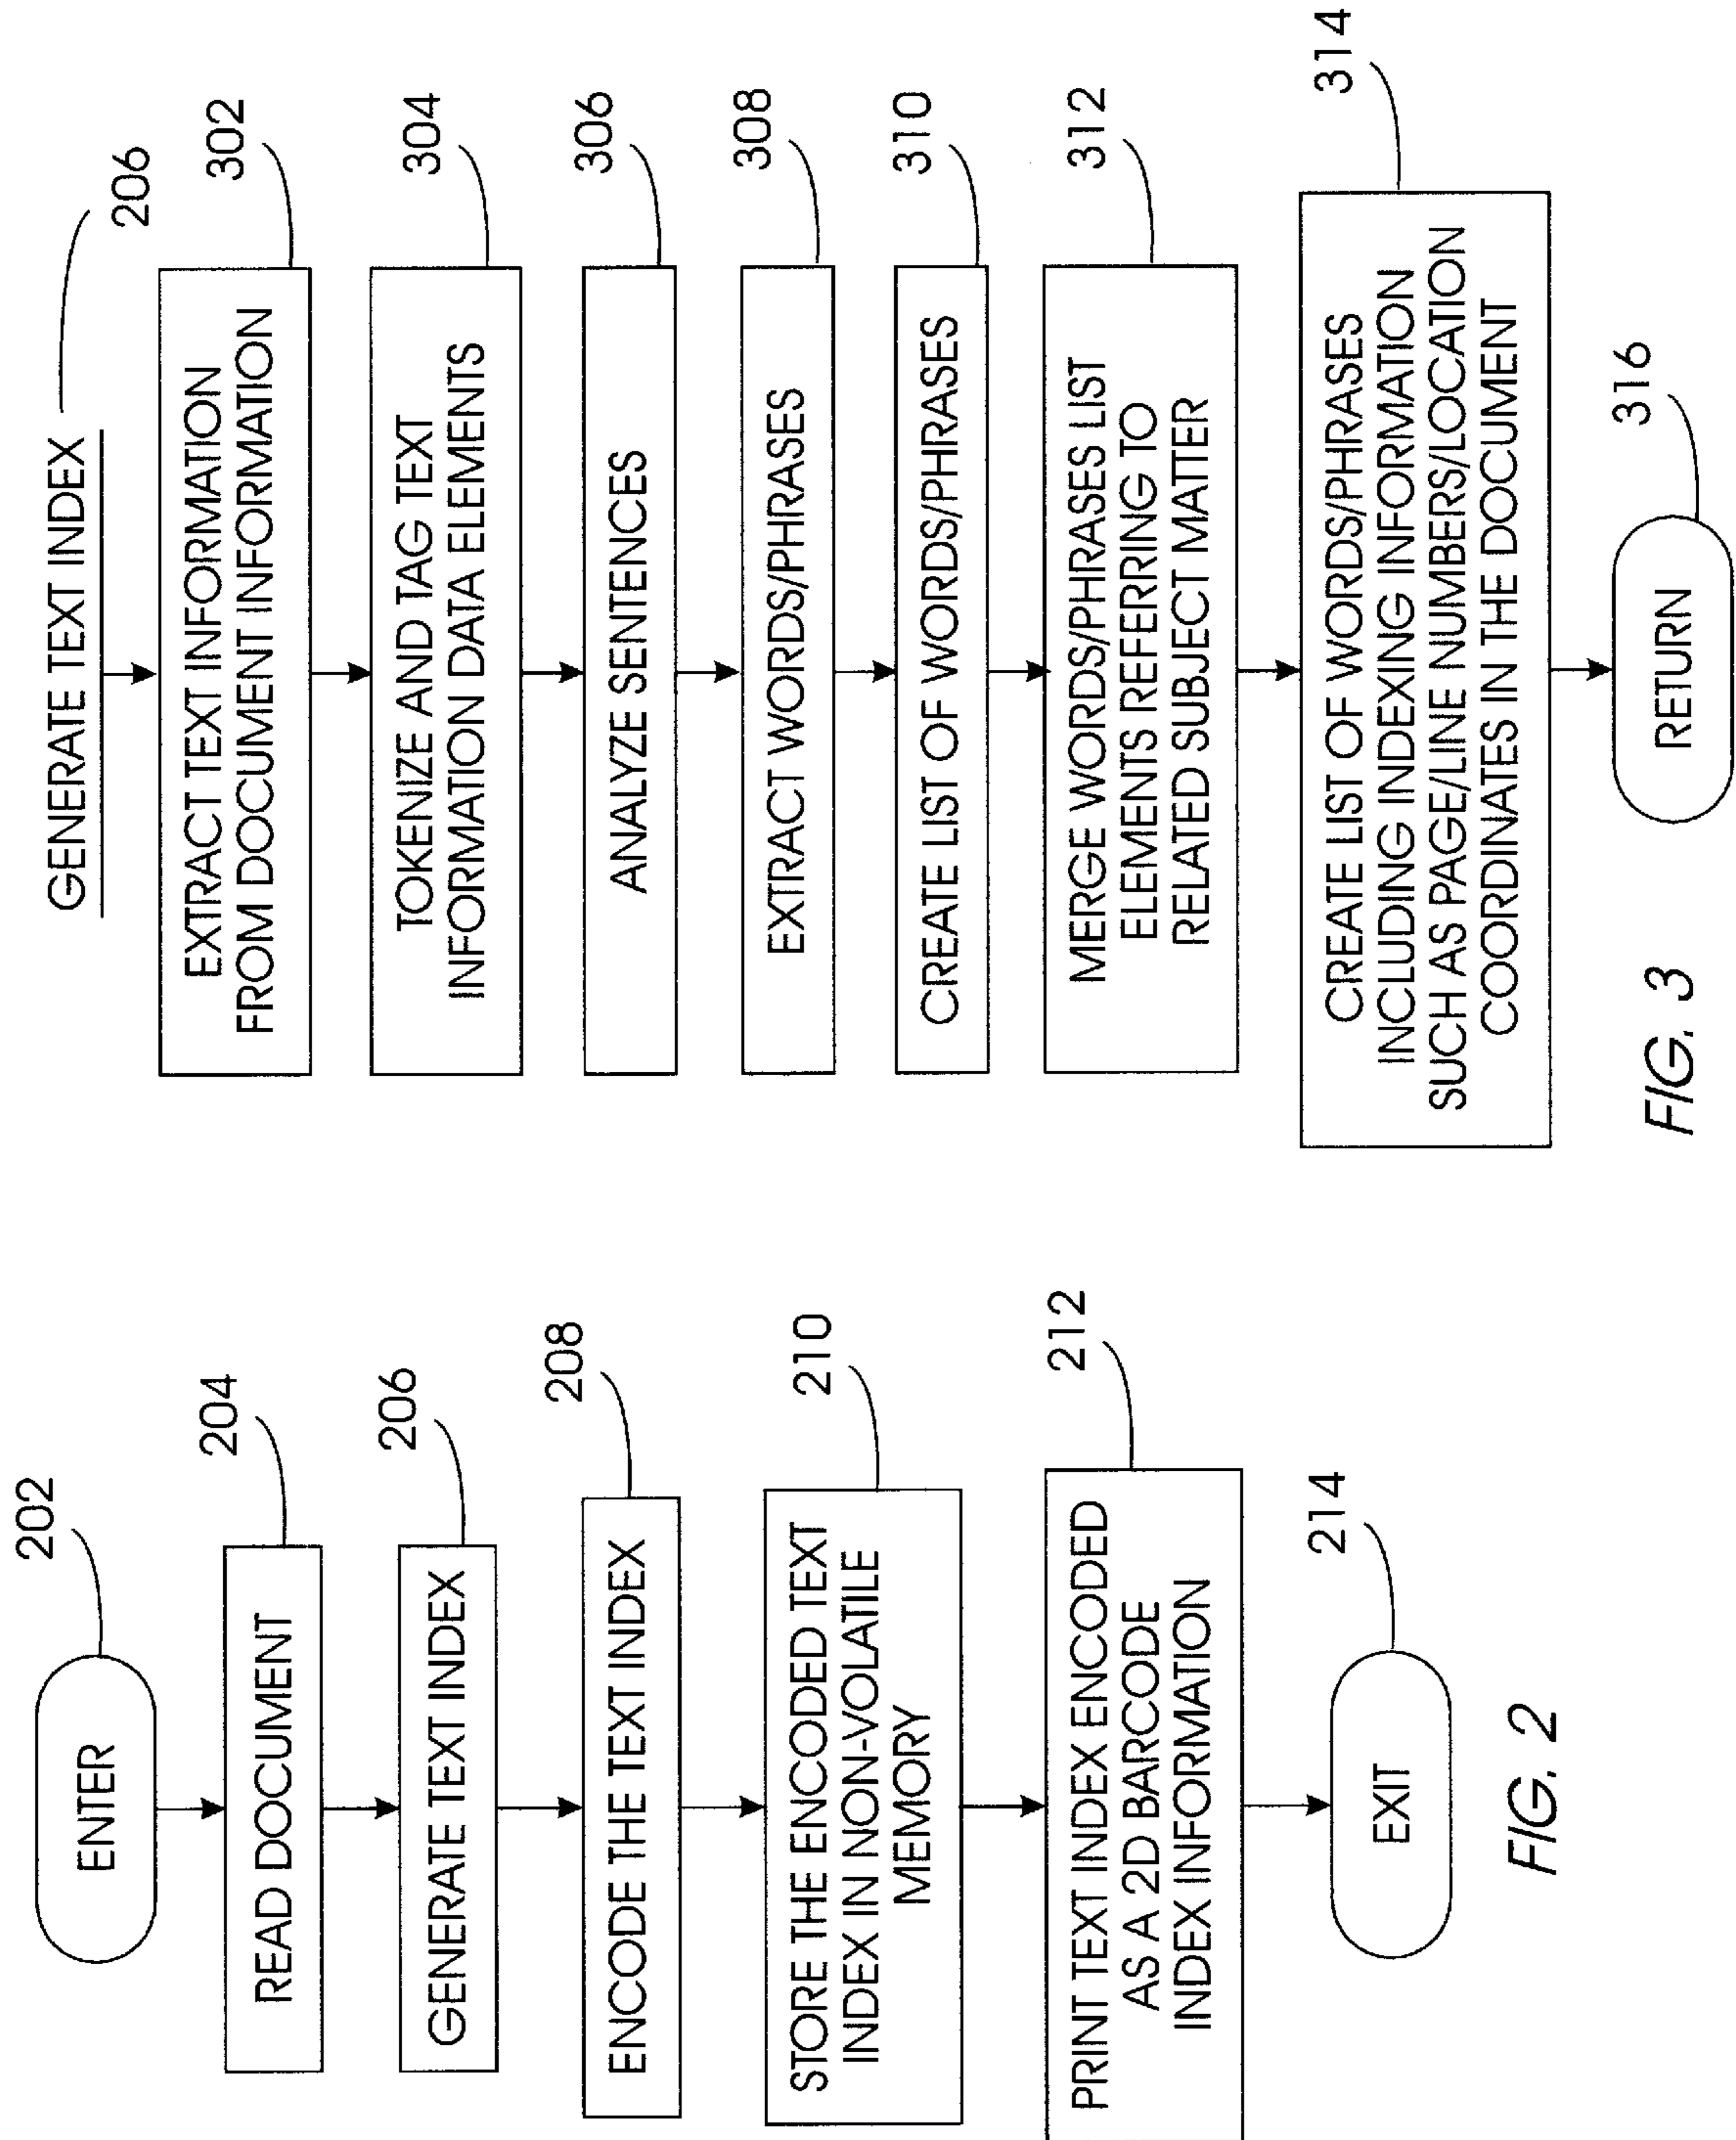 202
ENTER
204
READ DOCUMENT
206
GENERATE TEXT INDEX
208
ENCODE THE TEXT INDEX
210
STORE THE ENCODED TEXT
INDEX IN NON-VOLATILE
MEMORY
212
PRINT TEXT INDEX ENCODED
AS A 2D BARCODE
INDEX INFORMATION
214
EXIT
FIG. 2
GENERATE TEXT INDEX
206
302
EXTRACT TEXT INFORMATION
FROM DOCUMENT INFORMATION
304
TOKENIZE AND TAG TEXT
INFORMATION DATA ELEMENTS
306
ANALYZE SENTENCES
308
EXTRACT WORDS/PHRASES
310
CREATE LIST OF WORDS/PHRASES
312
MERGE WORDS/PHRASES LIST
ELEMENTS REFERRING TO
RELATED SUBJECT MATTER
314
CREATE LIST OF WORDS/PHRASES
INCLUDING INDEXING INFORMATION
SUCH AS PAGE/LINE NUMBERS/LOCATION
COORDINATES IN THE DOCUMENT
316
RETURN
FIG. 3